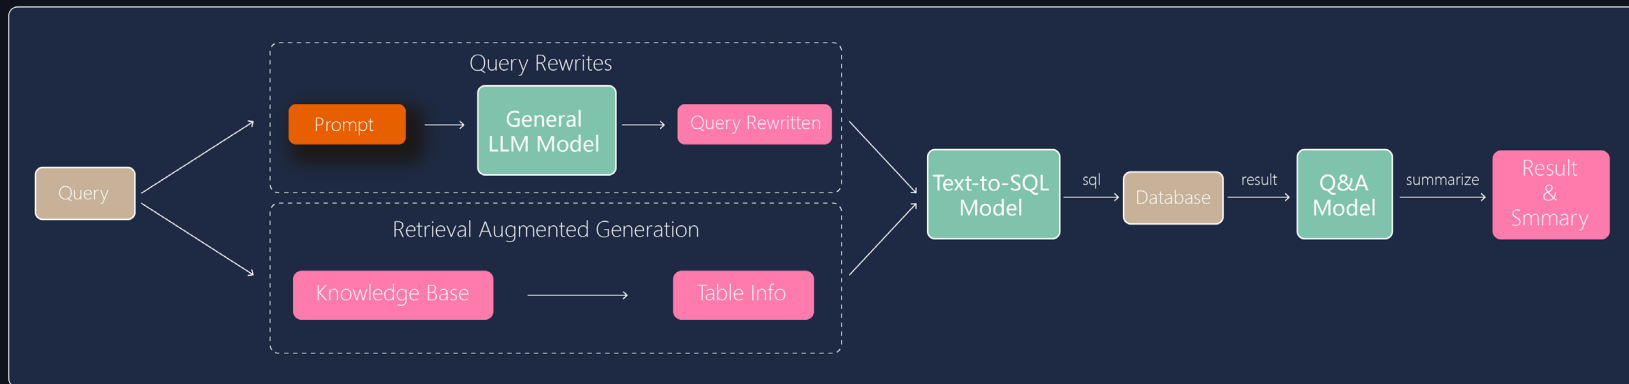 Query Rewrites
Prompt
General
LLM Model
Query Rewritten
Query
Retrieval Augmented Generation
Knowledge Base
Table Info
Text-to-SQL
Model
sql
Database
result
Q&A
Model
summarize
Result
&
Smmary